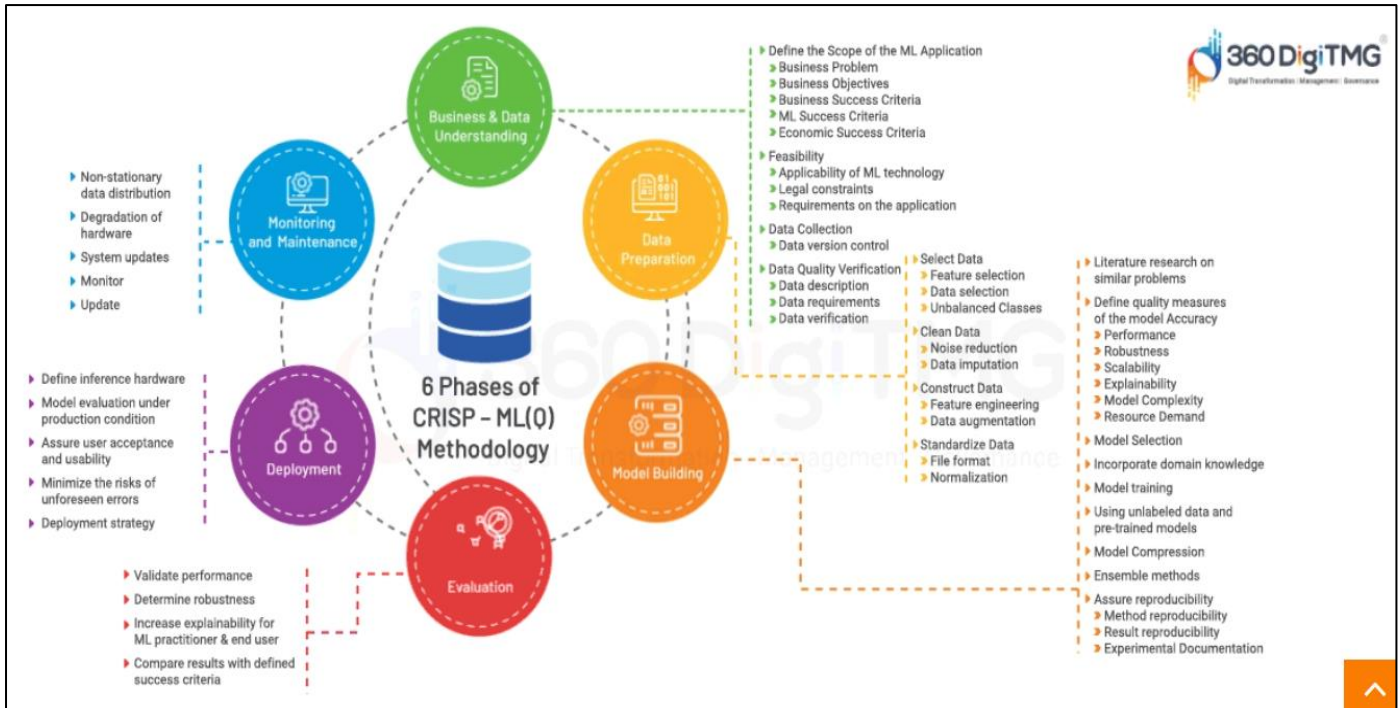 360 DigiTMG
Digital Transformation | Management | Governance
Business & Data
Understanding
Define the Scope of the ML Application
Business Problem
Business Objectives
Business Success Criteria
ML Success Criteria
Economic Success Criteria
Feasibility
Applicability of ML technology
Legal constraints
Requirements on the application
Data Collection
Data version control
Data Quality Verification
Data description
Data requirements
Data verification
01
001
101
Data
Preparation
Select Data
Feature selection
Data selection
Unbalanced Classes
Clean Data
Noise reduction
Data imputation
Construct Data
Feature engineering
Data augmentation
Standardize Data
File format
Normalization
Model Building
Literature research on
similar problems
Define quality measures
of the model Accuracy
Performance
Robustness
Scalability
Explainability
Model Complexity
Resource Demand
Model Selection
Incorporate domain knowledge
Model training
Using unlabeled data and
pre-trained models
Model Compression
Ensemble methods
Assure reproducibility
Method reproducibility
Result reproducibility
Experimental Documentation
Evaluation
Validate performance
Determine robustness
Increase explainability for
ML practitioner & end user
Compare results with defined
success criteria
Deployment
Define inference hardware
Model evaluation under
production condition
Assure user acceptance
and usability
Minimize the risks of
unforeseen errors
Deployment strategy
Monitoring
and Maintenance
Non-stationary
data distribution
Degradation of
hardware
System updates
Monitor
Update
6 Phases of
CRISP - ML(Q)
Methodology
360 DigiTMG
Digital Transformation | Management | Governance